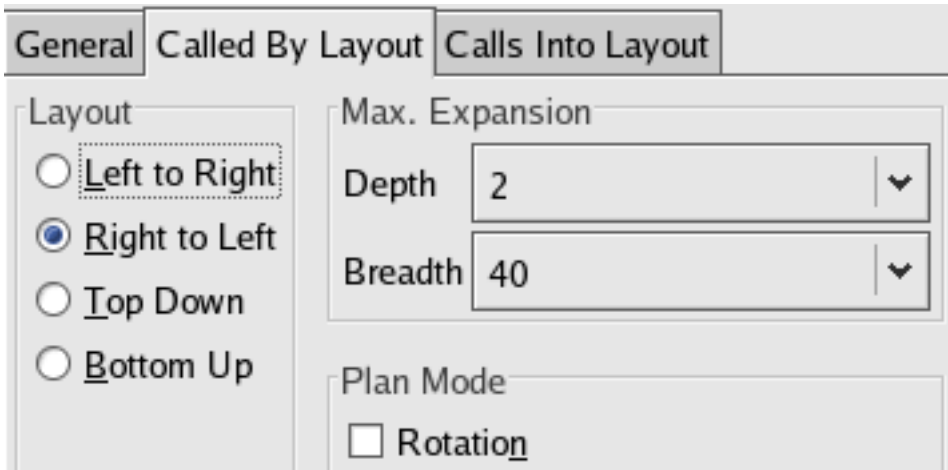 General Called By Layout Calls Into Layout
Layout
Left to Right
Right to Left
Top Down
Bottom Up
Max. Expansion
Depth 2
Breadth 40
Plan Mode
Rotation